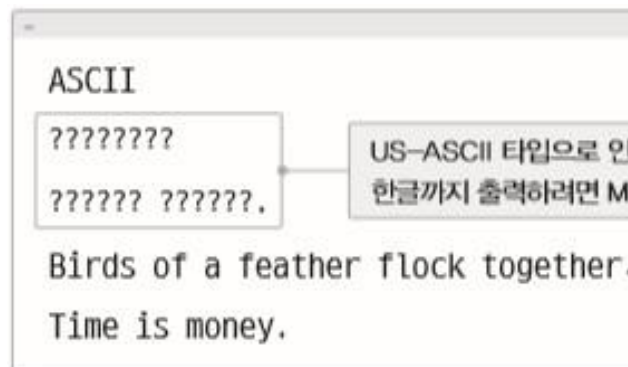 ASCII
????????
?????? ??????.
US-ASCII 타입으로 인
한글까지 출력하려면 M
Birds of a feather flock together.
Time is money.